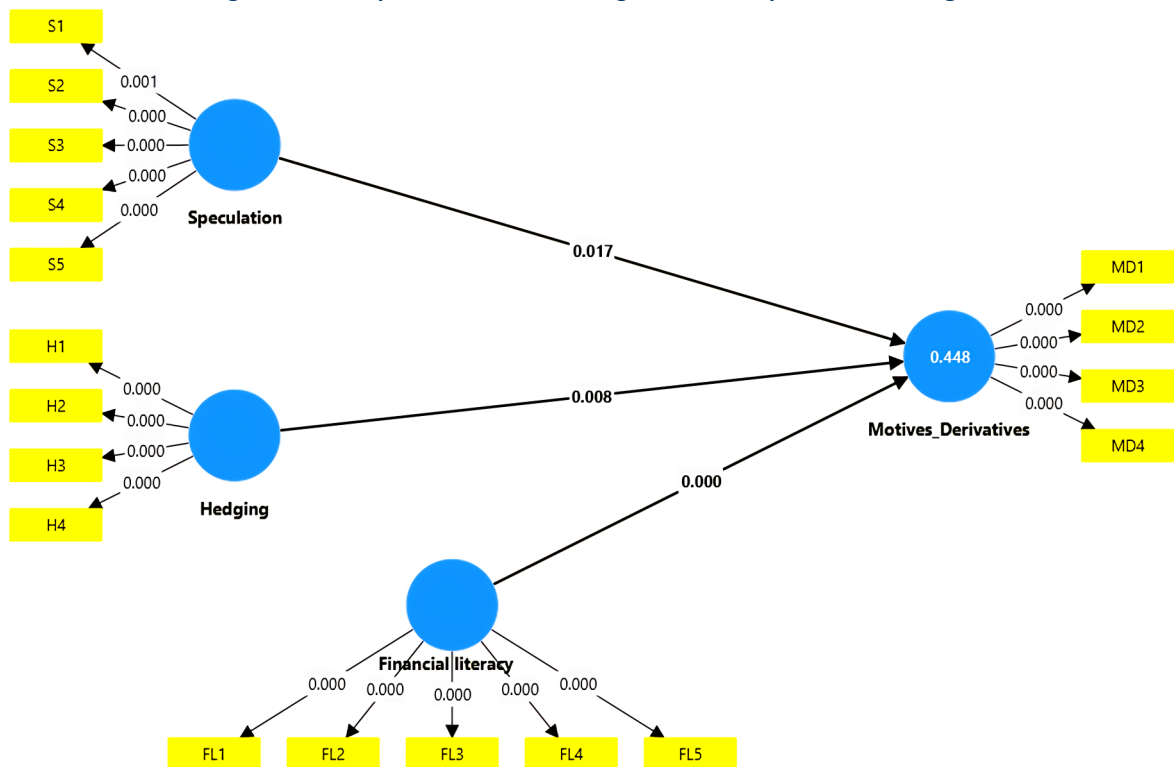 S1
0.001
S2
0.000
S3
0.000
S4
0.000
S5
0.000
Speculation
0.017
H1
0.000
H2
0.000
H3
0.000
H4
0.000
Hedging
0.008
MD1
0.000
MD2
0.000
MD3
0.000
MD4
0.000
0.448
Motives_Derivatives
0.000
Financial literacy
0.000
0.000
0.000
0.000
0.000
FL1
FL2
FL3
FL4
FL5